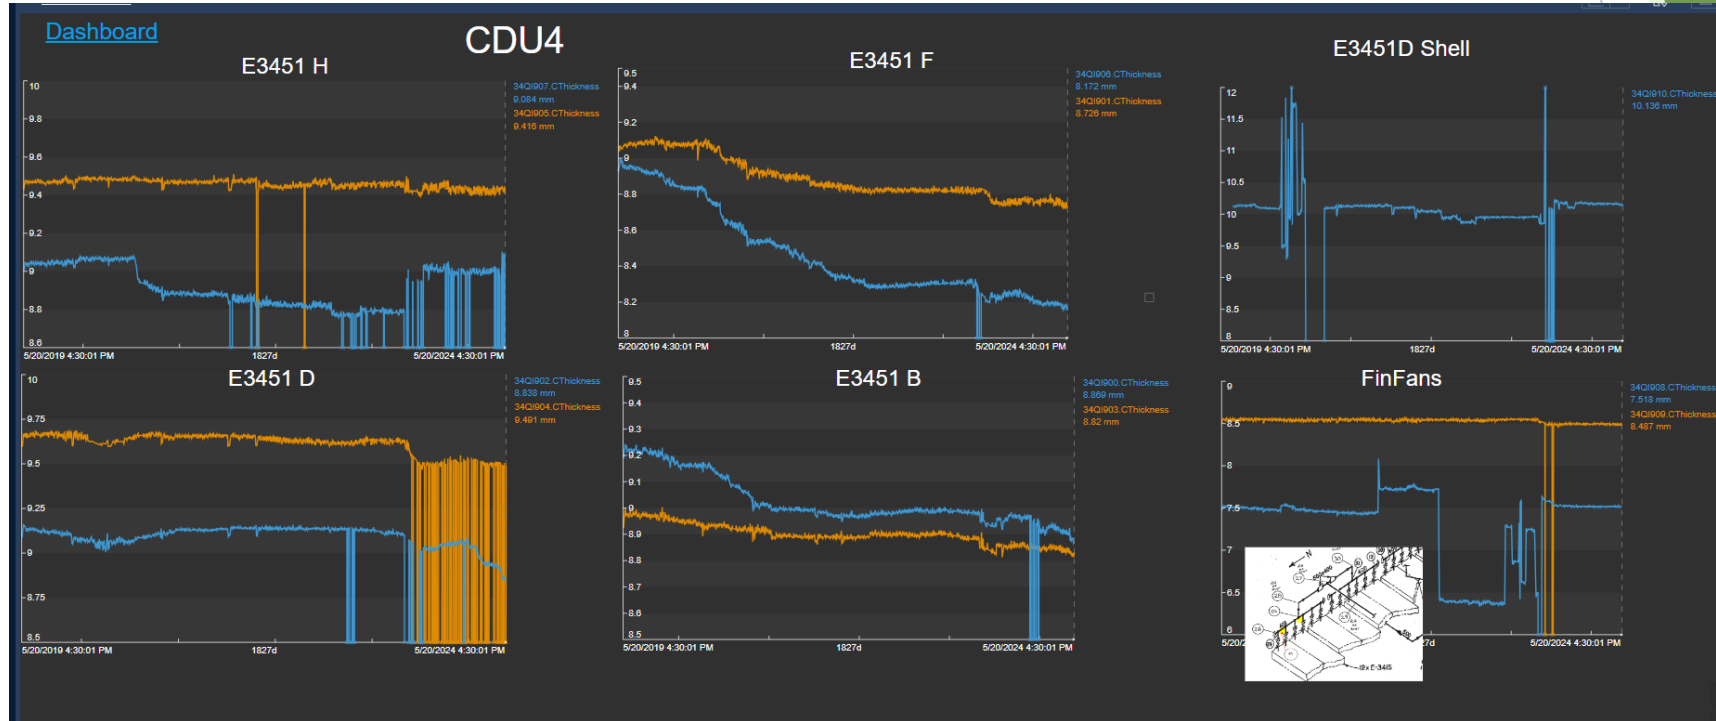 Dashboard
CDU4
E3451 H
10
9.8
9.6
9.4
9.2
9
8.8
8.6
34QI907.CThickness
9.084 mm
34QI905.CThickness
9.416 mm
5/20/2019 4:30:01 PM
1827d
5/20/2024 4:30:01 PM
E3451 F
9.5
9.4
9.2
9
8.8
8.6
8.4
8.2
8
34QI906.CThickness
8.172 mm
34QI901.CThickness
8.726 mm
5/20/2019 4:30:01 PM
1827d
5/20/2024 4:30:01 PM
E3451D Shell
12
11.5
11
10.5
10
9.5
9
8.5
8
34QI910.CThickness
10.136 mm
5/20/2019 4:30:01 PM
1827d
5/20/2024 4:30:01 PM
E3451 D
10
9.75
9.5
9.25
9
8.75
8.5
34QI902.CThickness
8.838 mm
34QI904.CThickness
9.491 mm
5/20/2019 4:30:01 PM
1827d
5/20/2024 4:30:01 PM
E3451 B
9.5
9.4
9.3
9.2
9.1
9
8.9
8.8
8.7
8.6
8.5
34QI900.CThickness
8.869 mm
34QI903.CThickness
8.82 mm
5/20/2019 4:30:01 PM
1827d
5/20/2024 4:30:01 PM
FinFans
9
8.5
8
7.5
7
6.5
6
34QI908.CThickness
7.518 mm
34QI909.CThickness
8.487 mm
N
12x E-3415
5/20/2024 4:30:01 PM